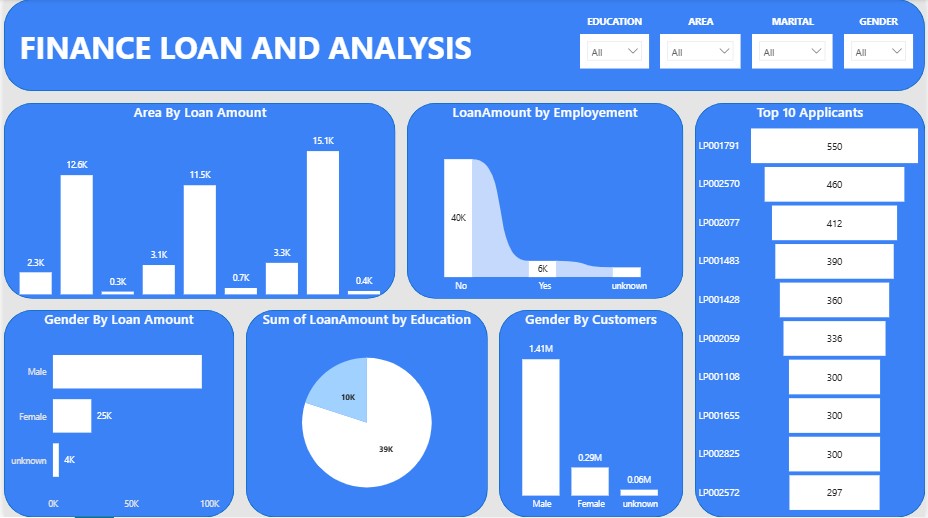 FINANCE LOAN AND ANALYSIS
EDUCATION AREA MARITAL GENDER
All All All All
Area By Loan Amount
2.3K 12.6K 0.3K 3.1K 11.5K 0.7K 3.3K 15.1K 0.4K
LoanAmount by Employement
40K 6K
No Yes unknown
Top 10 Applicants
LP001791 550
LP002570 460
LP002077 412
LP001483 390
LP001428 360
LP002059 336
LP001108 300
LP001655 300
LP002825 300
LP002572 297
Gender By Loan Amount
Male
Female 25K
unknown 4K
0K 50K 100K
Sum of LoanAmount by Education
10K
39K
Gender By Customers
1.41M 0.29M 0.06M
Male Female unknown